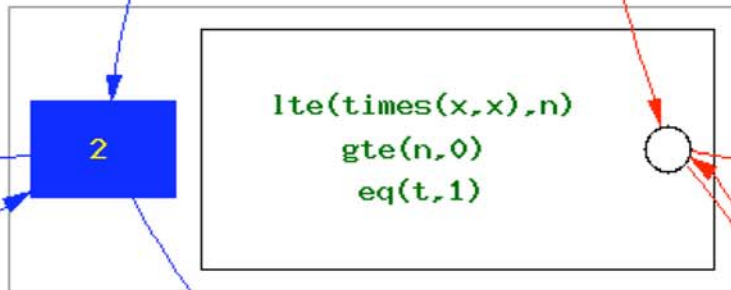 2
lte(times(x,x),n)
gte(n,0)
eq(t,1)